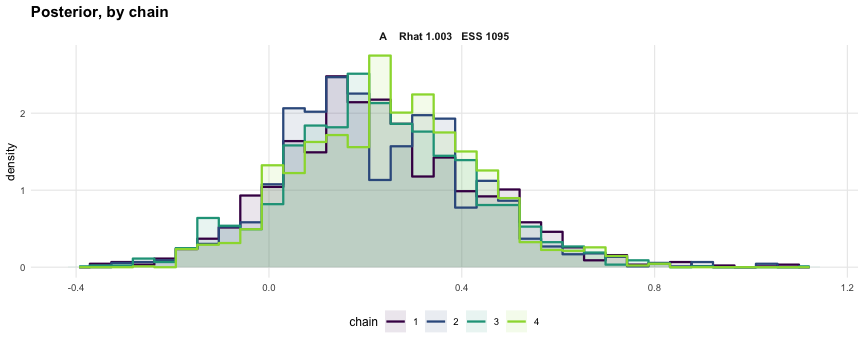 Posterior, by chain
A Rhat 1.003 ESS 1095
density
2
1
0
-0.4 0.0 0.4 0.8 1.2
chain 1 2 3 4